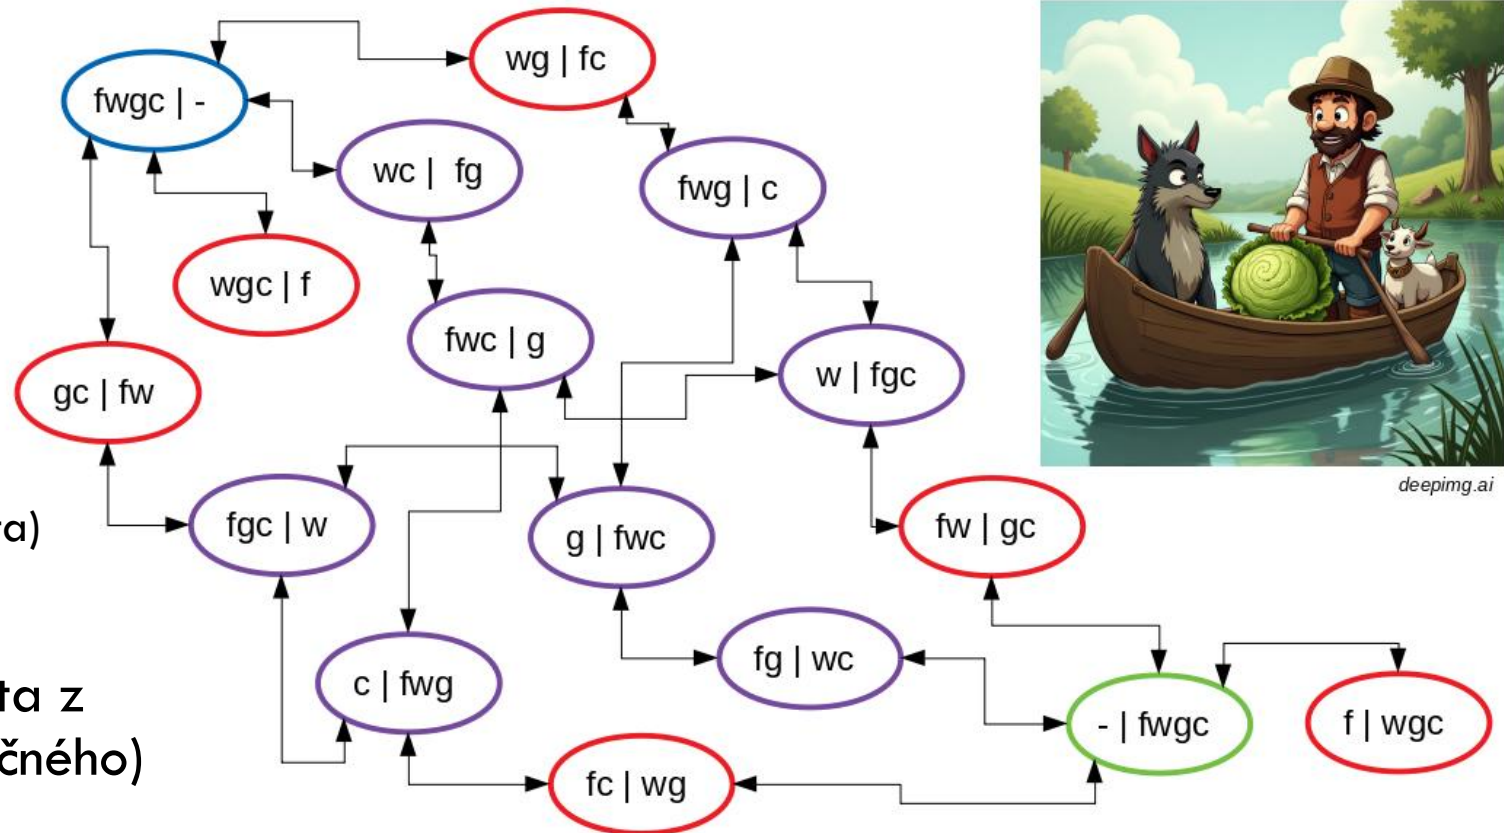 wg | fc
fwgc | -
wc | fg
fwg | c
wgc | f
fwc | g
w | fgc
gc | fw
deepimg.ai
fgc | w
fw | gc
g | fwc
fg | wc
c | fwg
ta z
- | fwgc
f | wgc
čného)
fc | wg